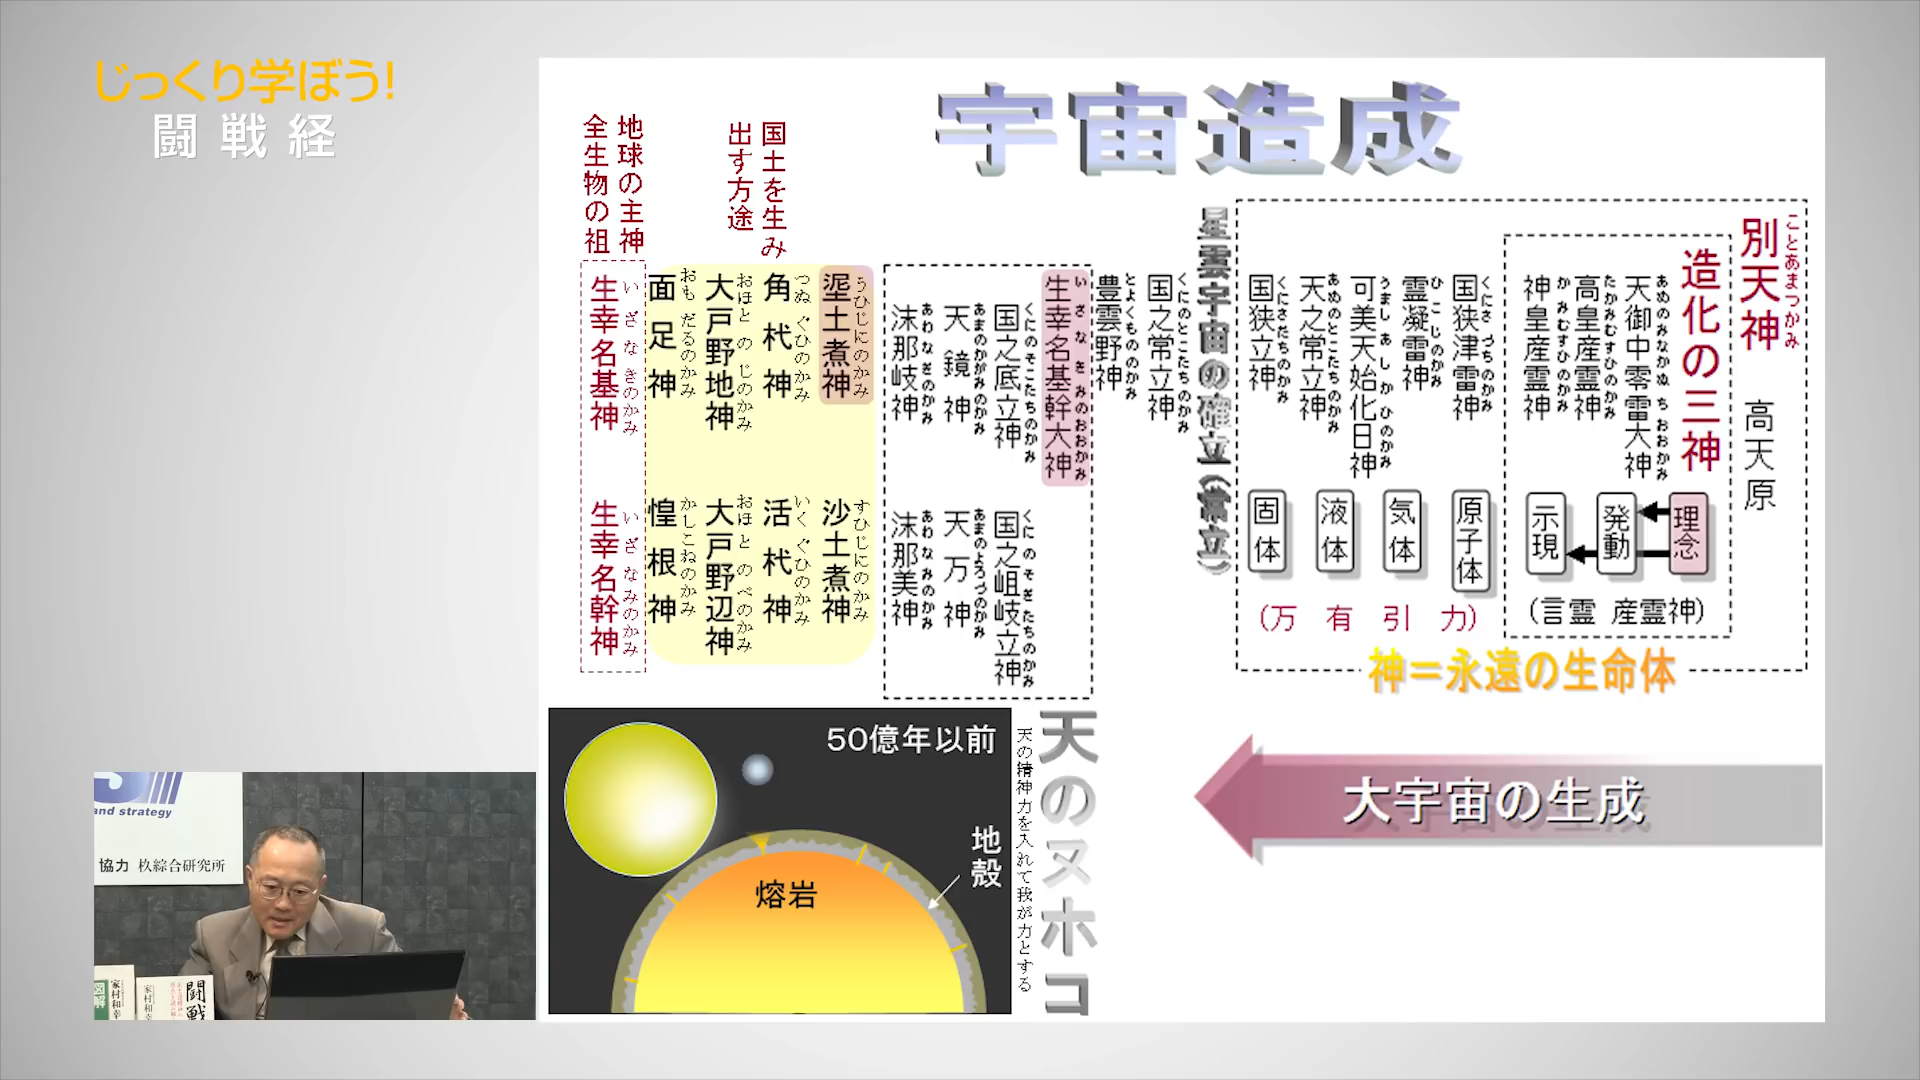 じっくり学ぼう!
闘戦経
宇宙造成
別天神
ことあまつかみ
高天原
造化の三神
天御中零雷大神
あめのみなかぬちおおかみ
高皇産霊神
たかみむすひのかみ
神皇産霊神
かみむすひのかみ
理念
発動
示現
(言霊 産霊神)
国狭津雷神
くにさづちのかみ
霊凝雷神
ひこじのかみ
可美天始化日神
うましあしかひのかみ
天之常立神
あめのとこたちのかみ
国狭立神
くにさだちのかみ
原子体
気体
液体
固体
(万有引力)
神=永遠の生命体
星雲宇宙の確立(常立)
国之常立神
くにのとこたちのかみ
豊雲野神
とよくもののかみ
生幸名基幹大神
いざなきみのおおかみ
国之底立神
くにのそこたちのかみ
天鏡神
あまのかがみのかみ
沫那岐神
あわなぎのかみ
国之岨岐立神
くにのそぎたちのかみ
天万神
あまのよろづのかみ
沫那美神
あわなみのかみ
国土を生み
出す方途
埿土煮神
うひじにのかみ
角杙神
つぬぐひのかみ
大戸野地神
おほとのじのかみ
面足神
おもだるのかみ
沙土煮神
すひじにのかみ
活杙神
いくぐひのかみ
大戸野辺神
おほとのべのかみ
惶根神
かしこねのかみ
地球の主神
全生物の祖
生幸名基神
いざなきのかみ
生幸名幹神
いざなみのかみ
大宇宙の生成
天のヌホコ
天の精神力を入れて我が力とする
50億年以前
地殻
熔岩
and strategy
協力 杦綜合研究所
図解
家村和幸
家村和幸
闘戦